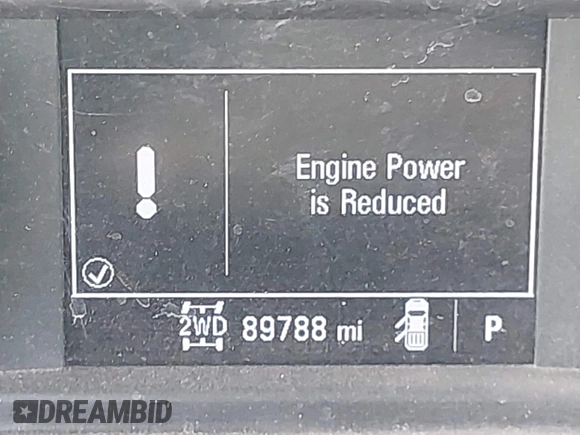 Engine Power
is Reduced
2WD 89788 mi P
DREAMBID